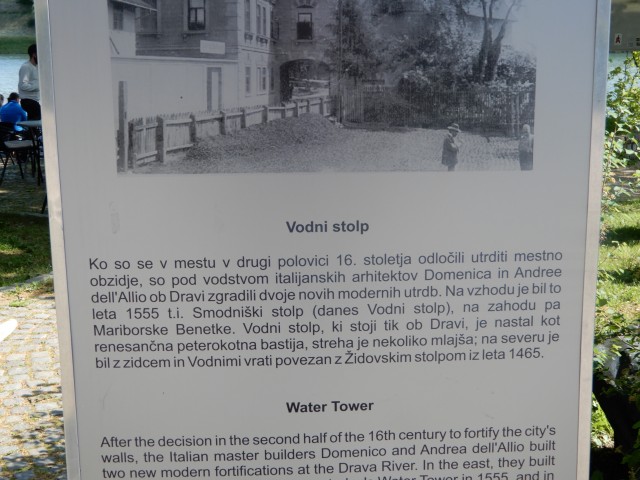 Vodni stolp
Ko so se v mestu v drugi polovici 16. stoletja odločili utrditi mestno
obzidje, so pod vodstvom italijanskih arhitektov Domenica in Andree
dell'Allio ob Dravi zgradili dvoje novih modernih utrdb. Na vzhodu je bil to
leta 1555 t.i. Smodniški stolp (danes Vodni stolp), na zahodu pa
Mariborske Benetke. Vodni stolp, ki stoji tik ob Dravi, je nastal kot
renesančna peterokotna bastija, streha je nekoliko mlajša; na severu je
bil z zidcem in Vodnimi vrati povezan z Židovskim stolpom iz leta 1465.
Water Tower
After the decision in the second half of the 16th century to fortify the city's
walls, the Italian master builders Domenico and Andrea dell'Allio built
two new modern fortifications at the Drava River. In the east, they built
Water Tower in 1555, and in